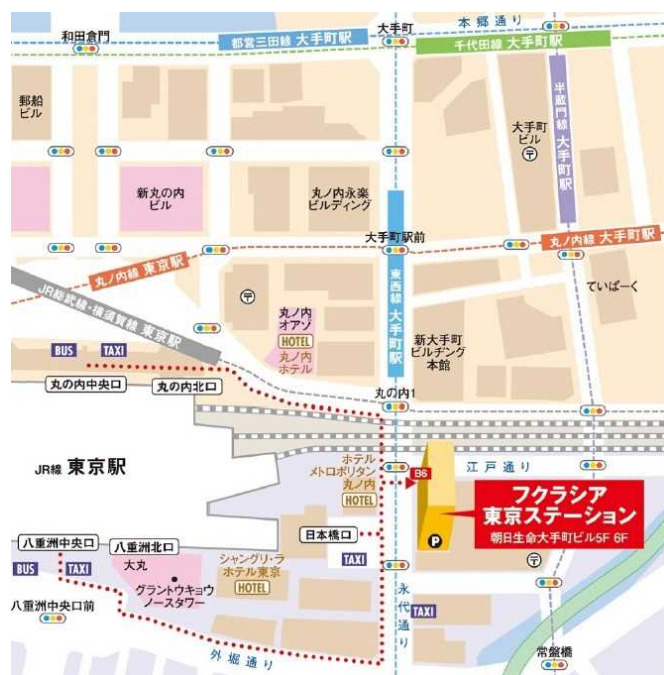 本郷通り
和田倉門
大手町
都営三田線 大手町駅
千代田線 大手町駅
郵船
ビル
大手町
ビル
半蔵門線 大手町駅
新丸の内
ビル
丸ノ内永楽
ビルディング
大手町駅前
丸ノ内線 大手町駅
丸ノ内線 東京駅
東西線 大手町駅
ていぱーく
JR総武線・横須賀線 東京駅
丸ノ内
オアゾ
HOTEL
丸ノ内
ホテル
新大手町
ビルヂング
本館
BUS
TAXI
丸の内中央口
丸の内北口
丸の内1
JR線 東京駅
ホテル
メトロポリタン
丸ノ内
HOTEL
B6
江戸通り
フクラシア
東京ステーション
朝日生命大手町ビル5F 6F
P
日本橋口
TAXI
八重洲中央口
八重洲北口
BUS
TAXI
大丸
グラントウキョウ
ノースタワー
シャングリ・ラ
ホテル東京
HOTEL
八重洲中央口前
永代通り
TAXI
外堀通り
常盤橋